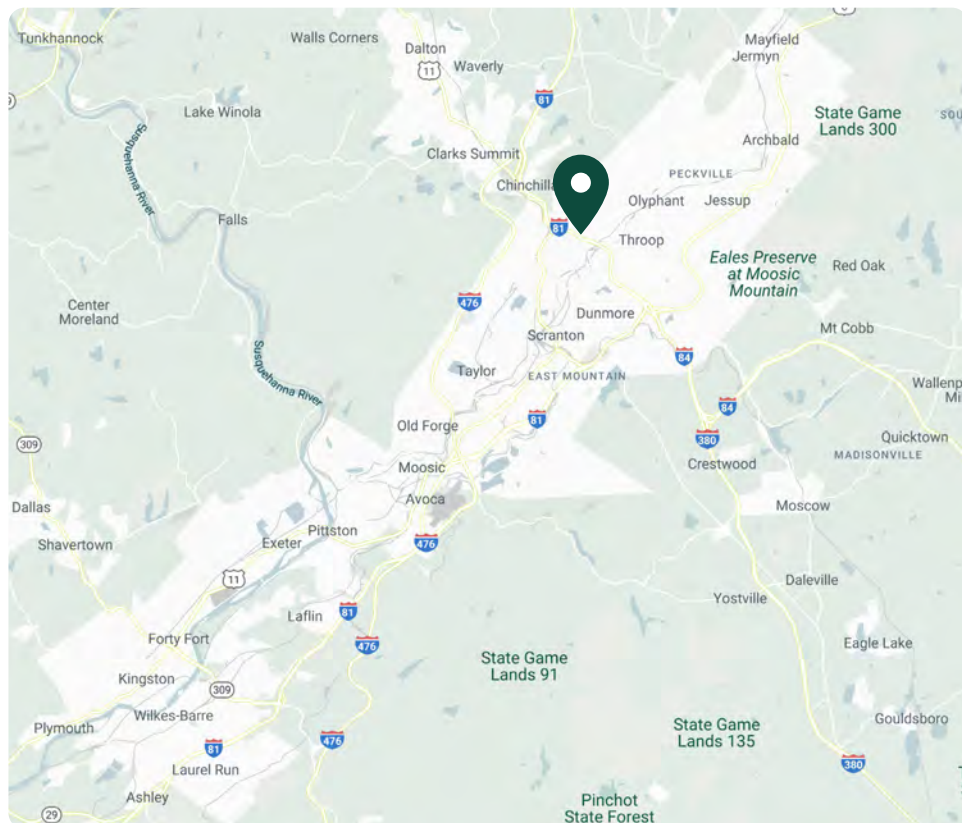 6
Tunkhannock
Walls Corners
Mayfield
Dalton
Jermyn
11
Waverly
81
Lake Winola
State Game
Lands 300
Susquehanna River
Archbald
Clarks Summit
PECKVILLE
Chinchilla
Jessup
Olyphant
Falls
81
Throop
Eales Preserve
at Moosic
Mountain
Red Oak
476
Center
Moreland
Dunmore
Mt Cobb
Scranton
84
Susquehanna River
Taylor
EAST MOUNTAIN
84
81
Old Forge
380
Quicktown
309
MADISONVILLE
Moosic
Crestwood
Avoca
Dallas
Moscow
Pittston
Shavertown
Exeter
476
11
Daleville
Yostville
Laflin
81
Forty Fort
476
Eagle Lake
State Game
Lands 91
Kingston
309
Wilkes-Barre
Gouldsboro
Plymouth
State Game
Lands 135
476
81
380
Laurel Run
Ashley
Pinchot
State Forest
29